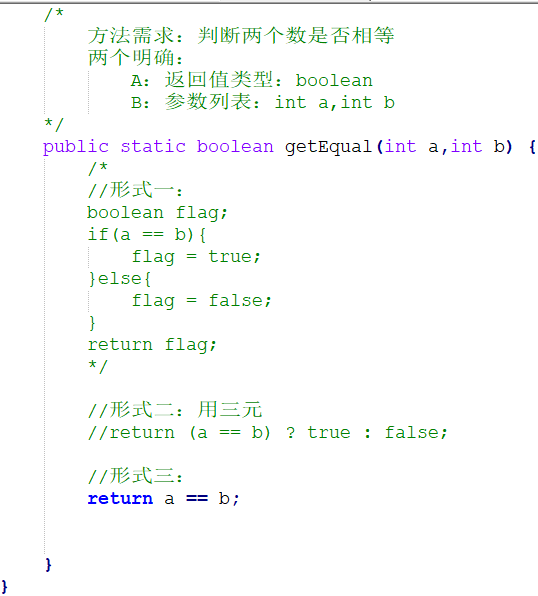 /*
方法需求：判断两个数是否相等
两个明确：
A：返回值类型：boolean
B：参数列表：int a,int b
*/
public static boolean getEqual(int a,int b) {
/*
//形式一：
boolean flag;
if(a == b){
flag = true;
}else{
flag = false;
}
return flag;
*/
//形式二：用三元
//return (a == b) ? true : false;
//形式三：
return a == b;
}
}